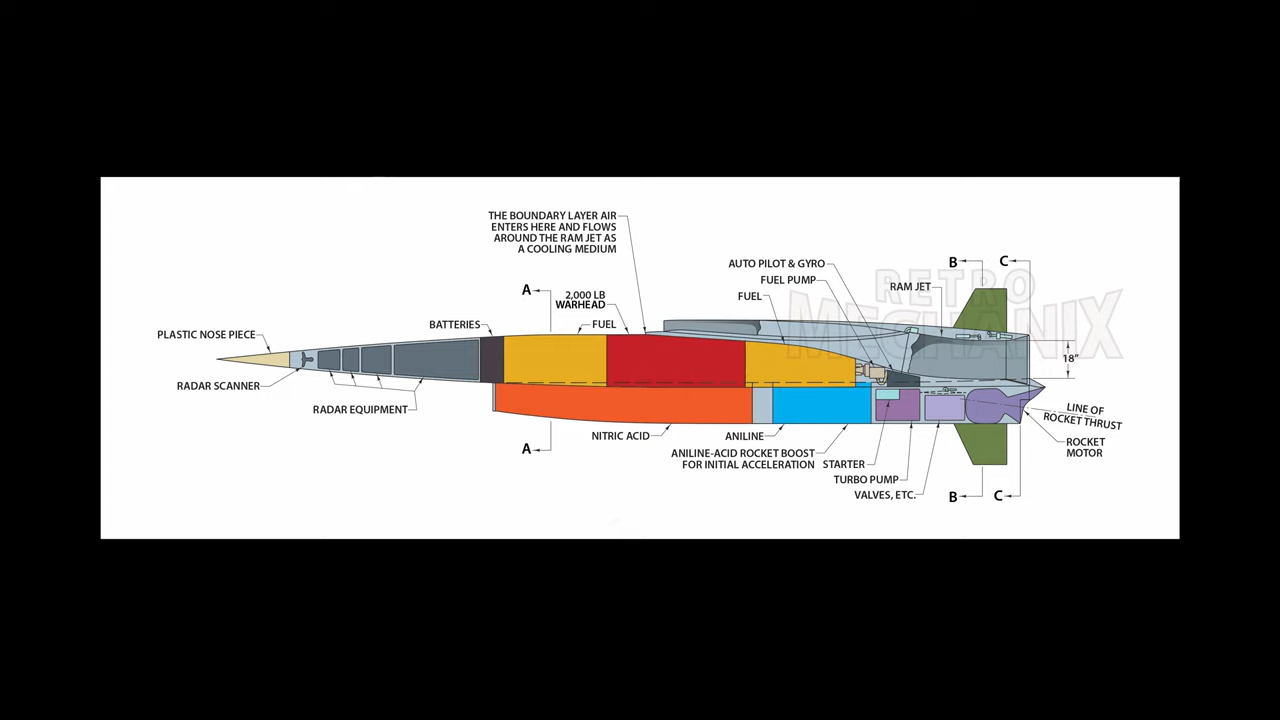 THE BOUNDARY LAYER AIR
ENTERS HERE AND FLOWS
AROUND THE RAM JET AS
A COOLING MEDIUM
AUTO PILOT & GYRO
B
C
FUEL PUMP
RAM JET
RETRO
MECHANIX
A
2,000 LB
WARHEAD
FUEL
BATTERIES
FUEL
PLASTIC NOSE PIECE
18"
RADAR SCANNER
RADAR EQUIPMENT
LINE OF
ROCKET THRUST
NITRIC ACID
ANILINE
ROCKET
MOTOR
A
ANILINE-ACID ROCKET BOOST
FOR INITIAL ACCELERATION
STARTER
TURBO PUMP
VALVES, ETC.
B
C